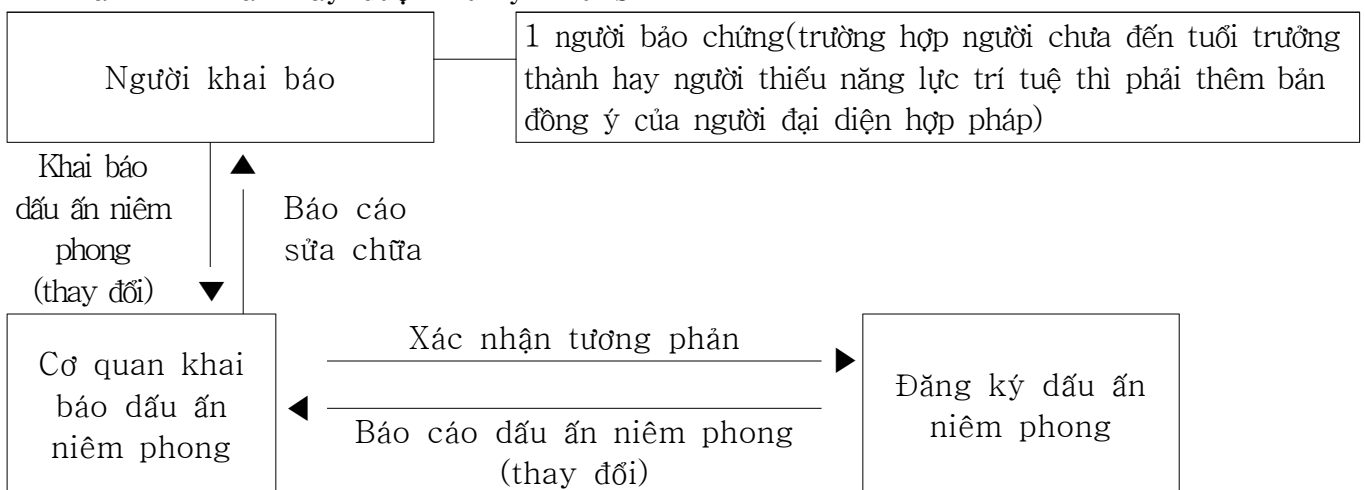 Người khai báo
1 người bảo chứng(trường hợp người chưa đến tuổi trưởng
thành hay người thiếu năng lực trí tuệ thì phải thêm bản
đồng ý của người đại diện hợp pháp)
Khai báo
dấu ấn niêm
phong
(thay đổi)
Báo cáo
sửa chữa
Cơ quan khai
báo dấu ấn
niêm phong
Xác nhận tương phản
Báo cáo dấu ấn niêm phong
(thay đổi)
Đăng ký dấu ấn
niêm phong